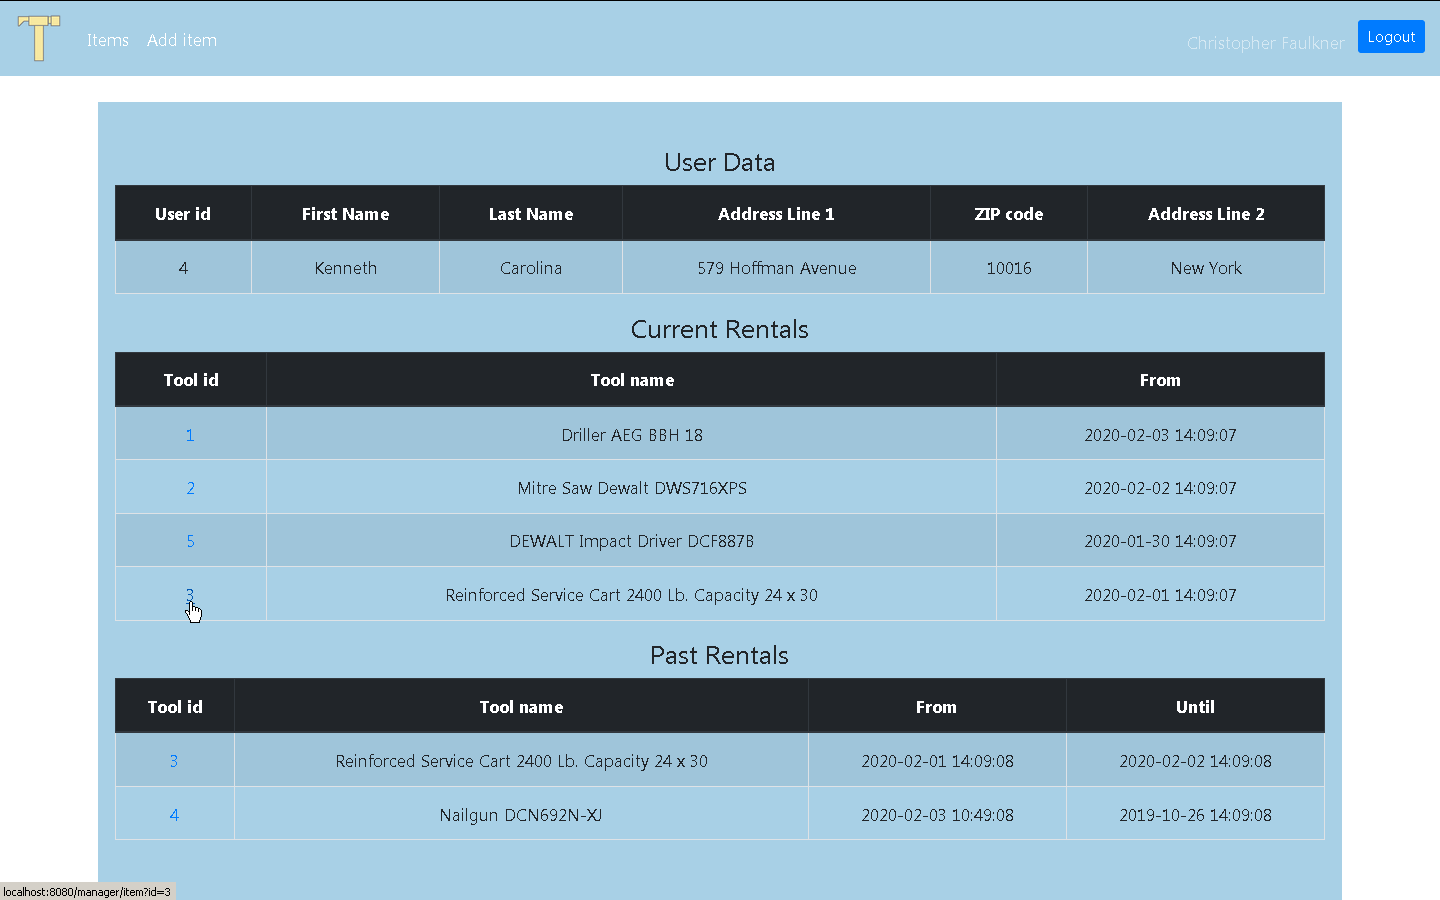 Items Add item Christopher Faulkner Logout
User Data
User id First Name Last Name Address Line 1 ZIP code Address Line 2
4 Kenneth Carolina 579 Hoffman Avenue 10016 New York
Current Rentals
Tool id Tool name From
1 Driller AEG BBH 18 2020-02-03 14:09:07
2 Mitre Saw Dewalt DWS716XPS 2020-02-02 14:09:07
5 DEWALT Impact Driver DCF887B 2020-01-30 14:09:07
3 Reinforced Service Cart 2400 Lb. Capacity 24 x 30 2020-02-01 14:09:07
Past Rentals
Tool id Tool name From Until
3 Reinforced Service Cart 2400 Lb. Capacity 24 x 30 2020-02-01 14:09:08 2020-02-02 14:09:08
4 Nailgun DCN692N-XJ 2020-02-03 10:49:08 2019-10-26 14:09:08
localhost:8080/manager/item?id=3